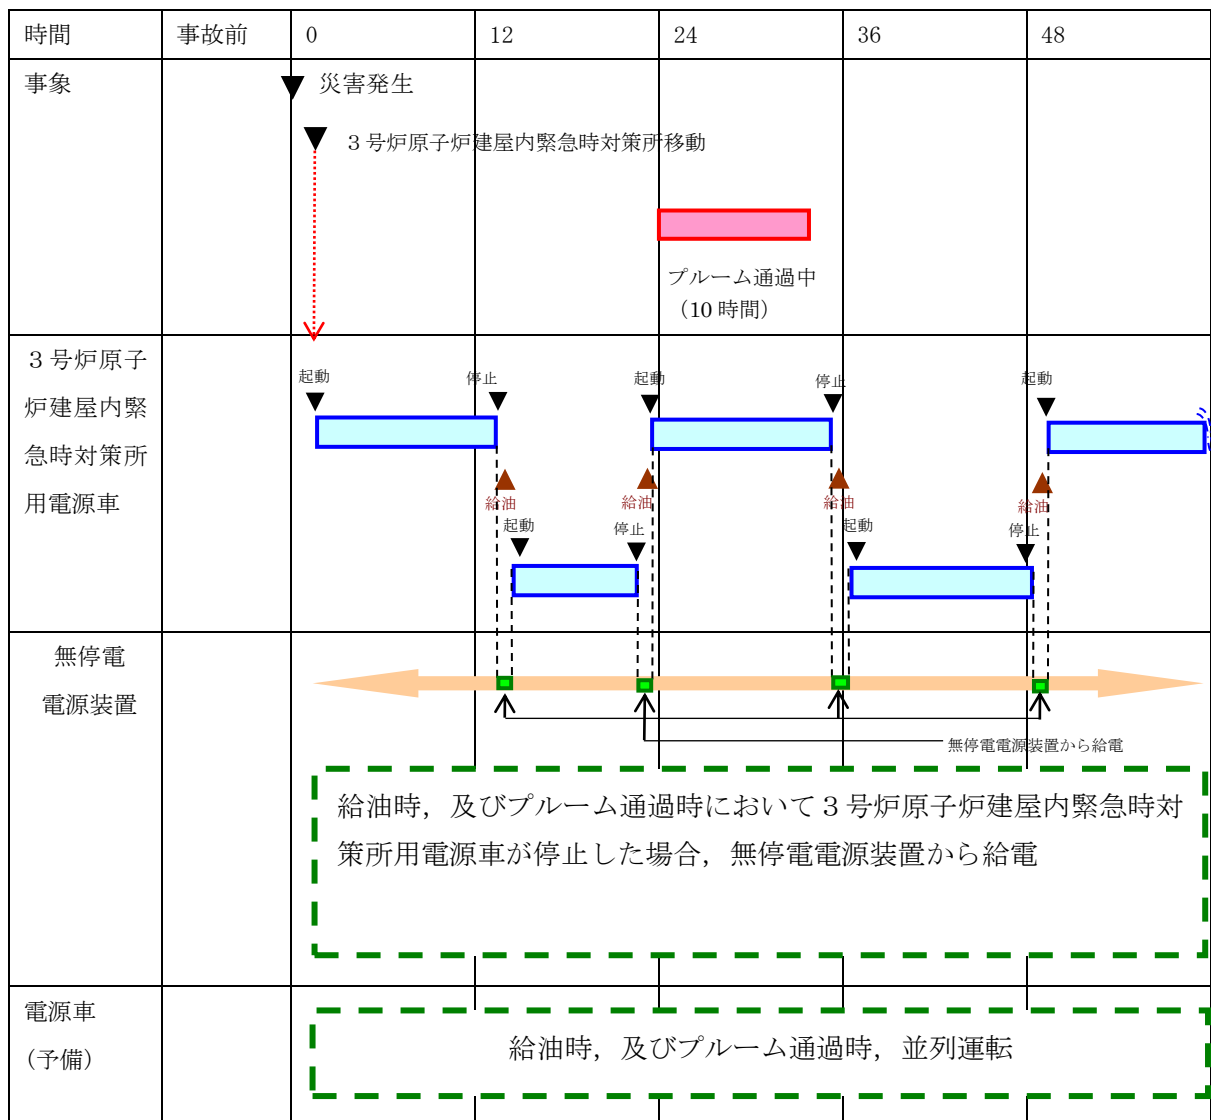 時間 事故前 0 12 24 36 48
事象
災害発生
３号炉原子炉建屋内緊急時対策所移動
プルーム通過中
（10 時間）
３号炉原子
炉建屋内緊
急時対策所
用電源車
起動 停止 起動 停止 起動
給油 給油 給油 給油
起動 停止 起動 停止
無停電
電源装置
無停電電源装置から給電
給油時，及びプルーム通過時において３号炉原子炉建屋内緊急時対
策所用電源車が停止した場合，無停電電源装置から給電
電源車
（予備）
給油時，及びプルーム通過時，並列運転